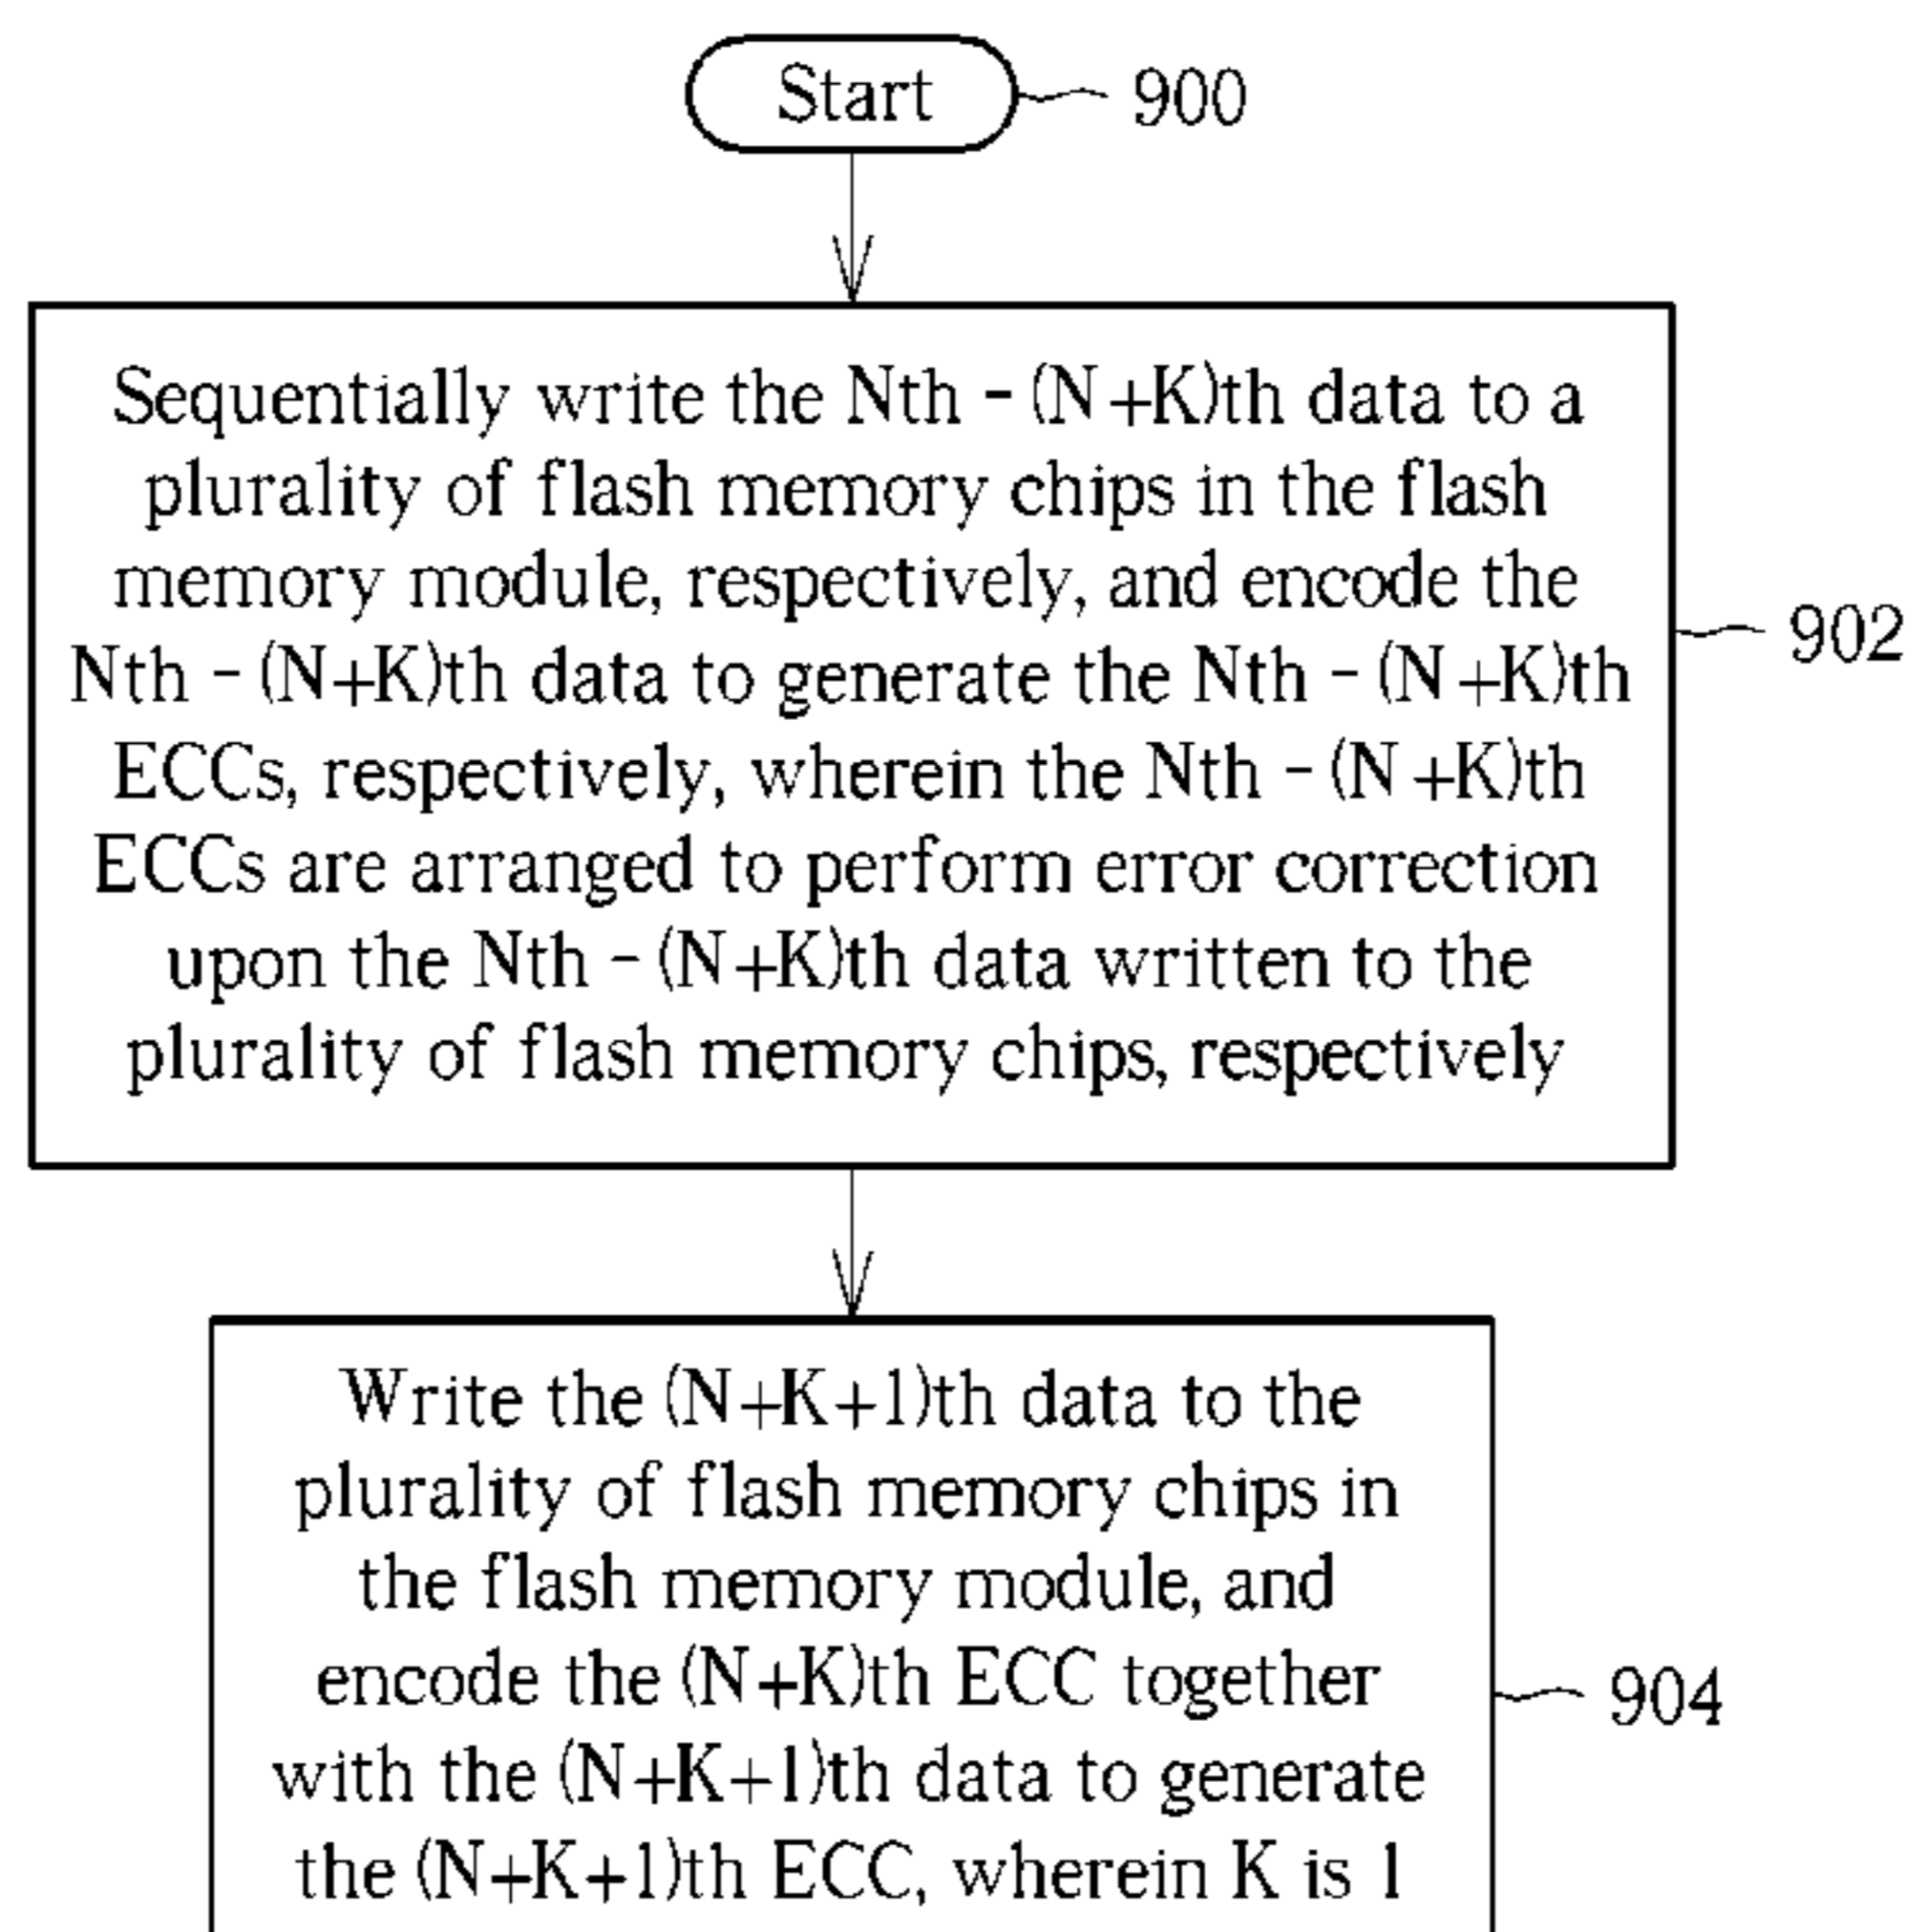 Start
900
Sequentially write the Nth - (N+K)th data to a
plurality of flash memory chips in the flash
memory module, respectively, and encode the
Nth - (N+K)th data to generate the Nth - (N+K)th
ECCs, respectively, wherein the Nth - (N+K)th
ECCs are arranged to perform error correction
upon the Nth - (N+K)th data written to the
plurality of flash memory chips, respectively
902
Write the (N+K+1)th data to the
plurality of flash memory chips in
the flash memory module, and
encode the (N+K)th ECC together
with the (N+K+1)th data to generate
the (N+K+1)th ECC, wherein K is 1
904